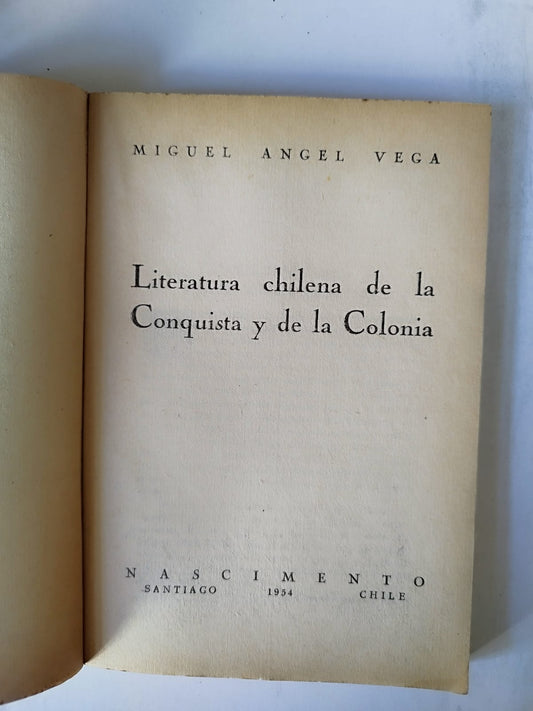 MIGUEL ANGEL VEGA
Literatura chilena de la
Conquista y de la Colonia
NASCIMENTO
SANTIAGO 1954 CHILE